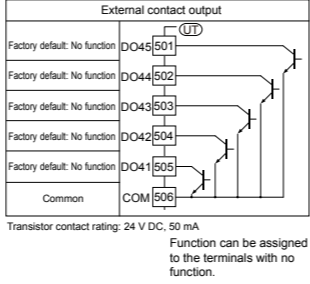 External contact output
UT
Factory default: No function DO45 501
Factory default: No function DO44 502
Factory default: No function DO43 503
Factory default: No function DO42 504
Factory default: No function DO41 505
Common COM 506
Transistor contact rating: 24 V DC, 50 mA
Function can be assigned
to the terminals with no
function.